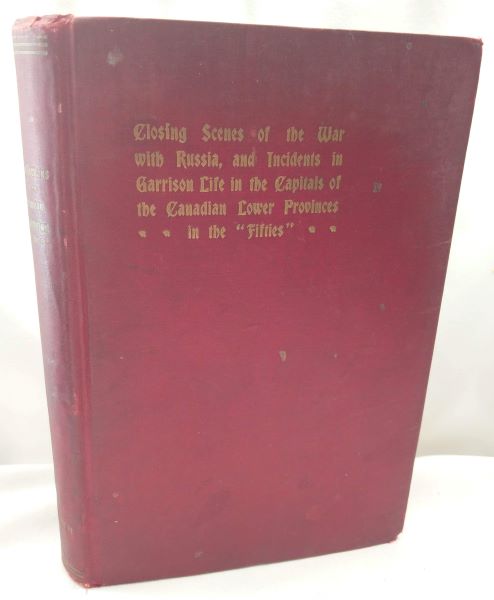 Closing Scenes of the War
with Russia, and Incidents in
Garrison Life in the Capitals of
the Canadian Lower Provinces
in the "Fifties"